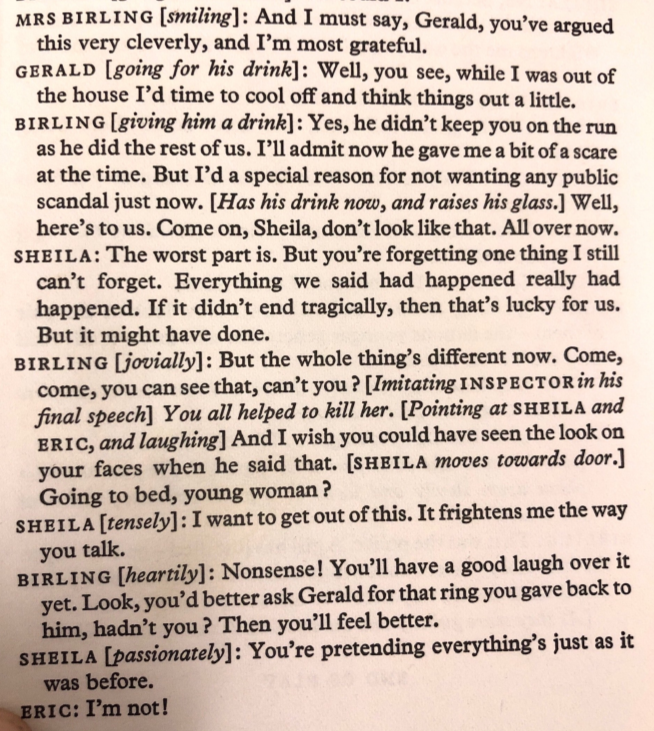 MRS BIRLING [smiling]: And I must say, Gerald, you've argued
this very cleverly, and I'm most grateful.
GERALD [going for his drink]: Well, you see, while I was out of
the house I'd time to cool off and think things out a little.
BIRLING [giving him a drink]: Yes, he didn't keep you on the run
as he did the rest of us. I'll admit now he gave me a bit of a scare
at the time. But I'd a special reason for not wanting any public
scandal just now. [Has his drink now, and raises his glass.] Well,
here's to us. Come on, Sheila, don't look like that. All over now.
SHEILA: The worst part is. But you're forgetting one thing I still
can't forget. Everything we said had happened really had
happened. If it didn't end tragically, then that's lucky for us.
But it might have done.
BIRLING [jovially]: But the whole thing's different now. Come,
come, you can see that, can't you? [Imitating INSPECTOR in his
final speech] You all helped to kill her. [Pointing at SHEILA and
ERIC, and laughing] And I wish you could have seen the look on
your faces when he said that. [SHEILA moves towards door.]
Going to bed, young woman?
SHEILA [tensely]: I want to get out of this. It frightens me the way
you talk.
BIRLING [heartily]: Nonsense! You'll have a good laugh over it
yet. Look, you'd better ask Gerald for that ring you gave back to
him, hadn't you? Then you'll feel better.
SHEILA [passionately]: You're pretending everything's just as it
was before.
ERIC: I'm not!